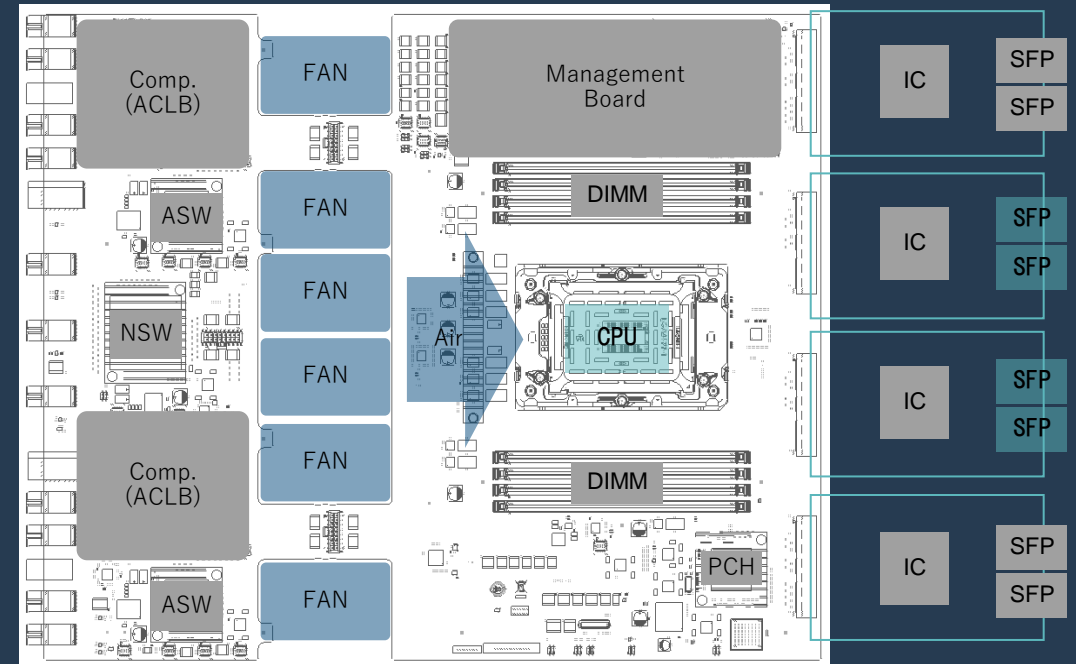 Comp.
(ACLB)
FAN
Management
Board
IC
SFP
SFP
ASW
FAN
DIMM
IC
SFP
SFP
FAN
NSW
Air
CPU
FAN
IC
SFP
SFP
Comp.
(ACLB)
FAN
DIMM
ASW
FAN
PCH
IC
SFP
SFP